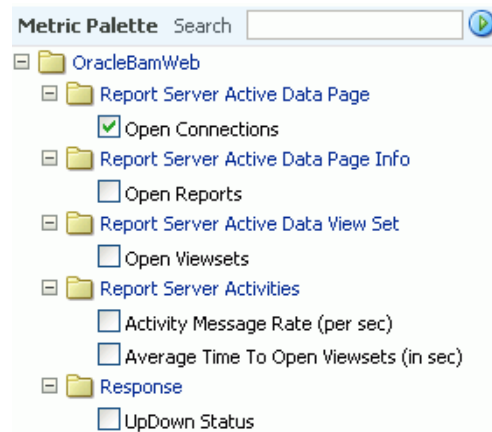 Metric Palette Search
OracleBamWeb
Report Server Active Data Page
Open Connections
Report Server Active Data Page Info
Open Reports
Report Server Active Data View Set
Open Viewsets
Report Server Activities
Activity Message Rate (per sec)
Average Time To Open Viewsets (in sec)
Response
UpDown Status